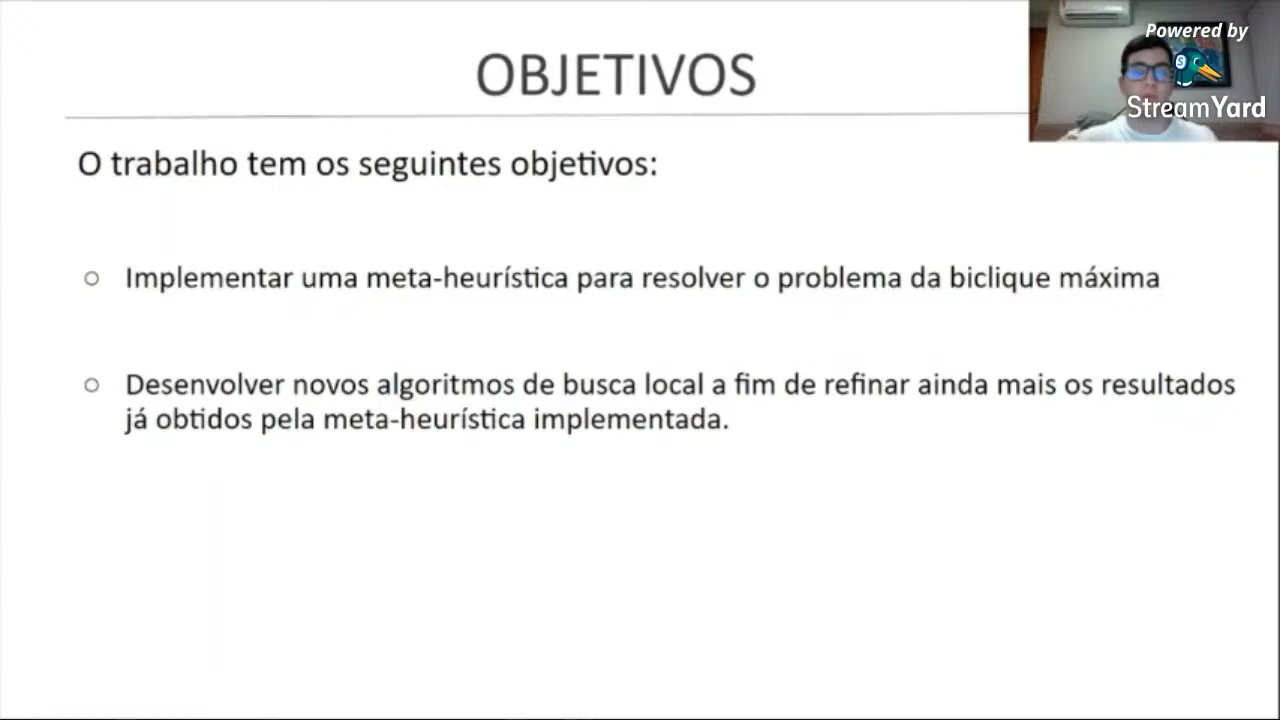 OBJETIVOS
Powered by
StreamYard
O trabalho tem os seguintes objetivos:
Implementar uma meta-heurística para resolver o problema da biclique máxima
Desenvolver novos algoritmos de busca local a fim de refinar ainda mais os resultados
já obtidos pela meta-heurística implementada.